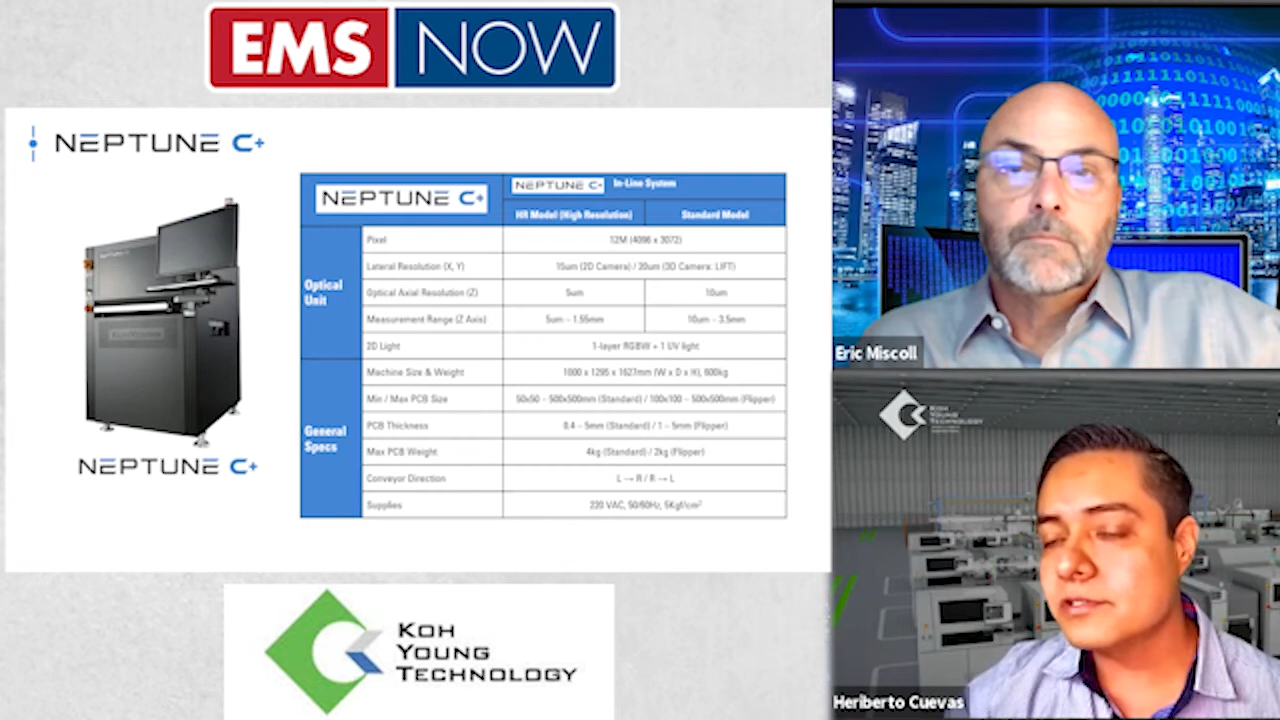 EMS NOW
NEPTUNE C+
NEPTUNE C+
NEPTUNE C+
NEPTUNE C+ In-Line System
HR Model (High Resolution) Standard Model
Optical Unit
Pixel 12M (4096 x 3072)
Lateral Resolution (X, Y) 15um (2D Camera) / 20um (3D Camera: LIFT)
Optical Axial Resolution (Z) 5um 10um
Measurement Range (Z Axis) 5um ~ 1.55mm 10um ~ 3.5mm
2D Light 1-layer RGBW + 1 UV light
General Specs
Machine Size & Weight 1000 x 1295 x 1627mm (W x D x H), 600kg
Min / Max PCB Size 50x50 ~ 500x500mm (Standard) / 100x100 ~ 500x500mm (Flipper)
PCB Thickness 0.4 ~ 5mm (Standard) / 1 ~ 5mm (Flipper)
Max PCB Weight 4kg (Standard) / 2kg (Flipper)
Conveyor Direction L → R / R → L
Supplies 220 VAC, 50/60Hz, 5Kgf/cm²
KOH
YOUNG
TECHNOLOGY
Eric Miscoll
KOH
YOUNG
TECHNOLOGY
Heriberto Cuevas